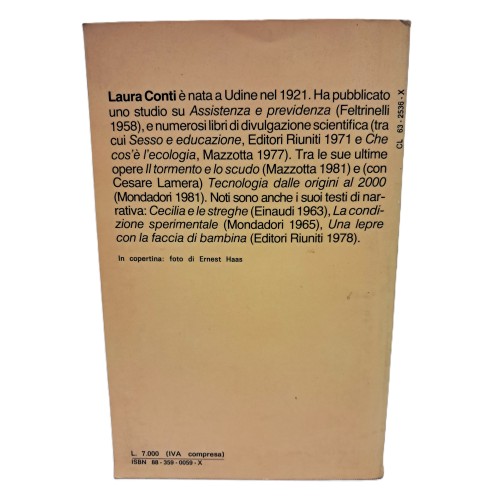 Laura Conti è nata a Udine nel 1921. Ha pubblicato
uno studio su Assistenza e previdenza (Feltrinelli
1958), e numerosi libri di divulgazione scientifica (tra
cui Sesso e educazione, Editori Riuniti 1971 e Che
cos'è l'ecologia, Mazzotta 1977). Tra le sue ultime
opere Il tormento e lo scudo (Mazzotta 1981) e (con
Cesare Lamera) Tecnologia dalle origini al 2000
(Mondadori 1981). Noti sono anche i suoi testi di nar-
rativa: Cecilia e le streghe (Einaudi 1963), La condi-
zione sperimentale (Mondadori 1965), Una lepre
con la faccia di bambina (Editori Riuniti 1978).
In copertina: foto di Ernest Haas
CL 63-2536-X
L. 7.000 (IVA compresa)
ISBN 88-359-0059-X